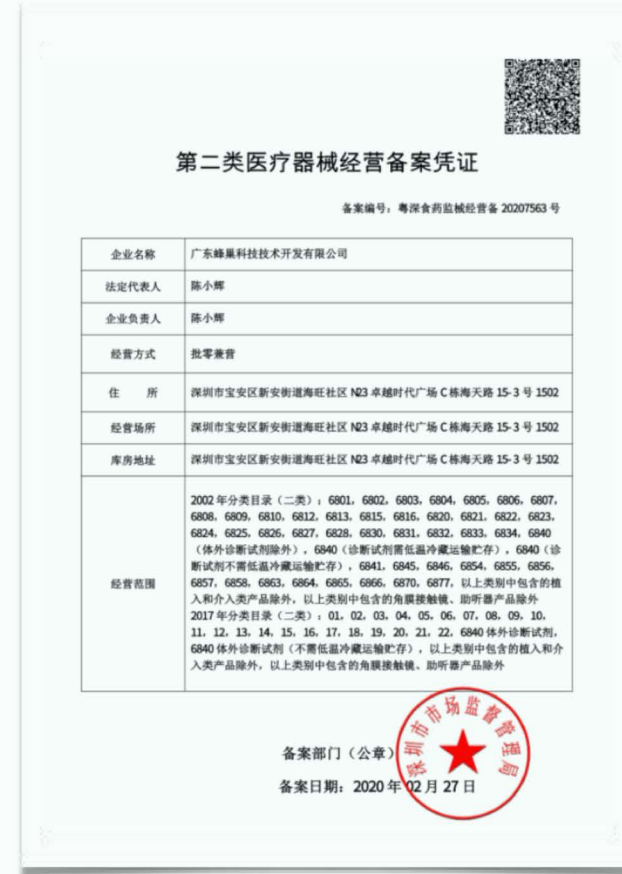 第二类医疗器械经营备案凭证
备案编号：粤深食药监械经营备 20207563 号
企业名称 广东蜂巢科技技术开发有限公司
法定代表人 陈小辉
企业负责人 陈小辉
经营方式 批零兼营
住 所 深圳市宝安区新安街道海旺社区 N23 卓越时代广场 C 栋海天路 15-3 号 1502
经营场所 深圳市宝安区新安街道海旺社区 N23 卓越时代广场 C 栋海天路 15-3 号 1502
库房地址 深圳市宝安区新安街道海旺社区 N23 卓越时代广场 C 栋海天路 15-3 号 1502
经营范围
2002 年分类目录（二类）：6801，6802，6803，6804，6805，6806，6807，
6808，6809，6810，6812，6813，6815，6816，6820，6821，6822，6823，
6824，6825，6826，6827，6828，6830，6831，6832，6833，6834，6840
（体外诊断试剂除外），6840（诊断试剂需低温冷藏运输贮存），6840（诊
断试剂不需低温冷藏运输贮存），6841，6845，6846，6854，6855，6856，
6857，6858，6863，6864，6865，6866，6870，6877，以上类别中包含的植
入和介入类产品除外，以上类别中包含的角膜接触镜、助听器产品除外
2017 年分类目录（二类）：01，02，03，04，05，06，07，08，09，10，
11，12，13，14，15，16，17，18，19，20，21，22，6840 体外诊断试剂，
6840 体外诊断试剂（不需低温冷藏运输贮存），以上类别中包含的植入和介
入类产品除外，以上类别中包含的角膜接触镜、助听器产品除外
备案部门（公章）
深圳市市场监督管理局
备案日期：2020 年 02 月 27 日